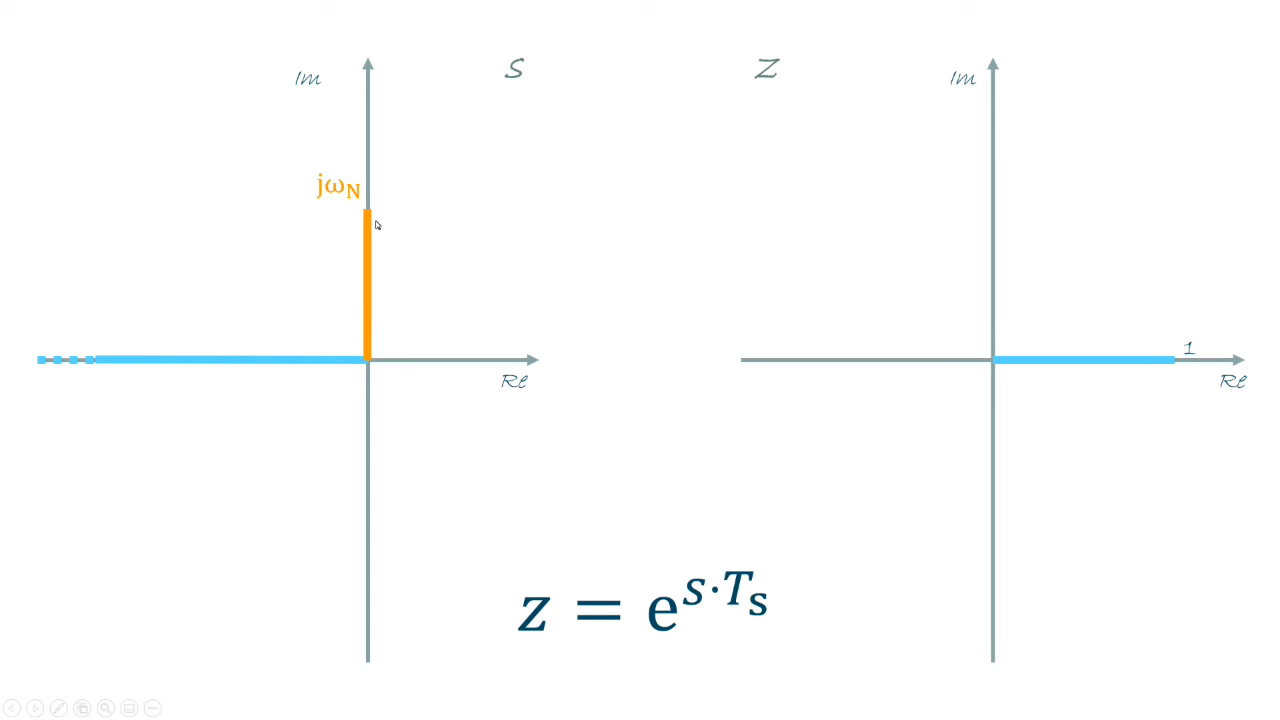 Im
S
Z
Im
jω_N
1
Re
Re
z = e^{s·T_s}